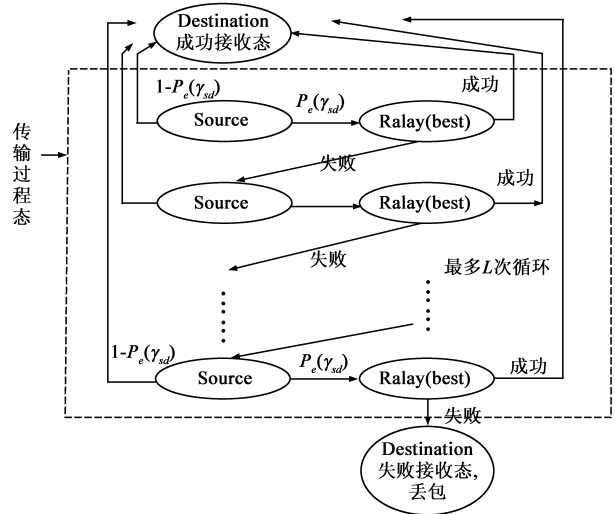 Destination
成功接收态
1-Pe(γsd)
Pe(γsd)
成功
Source
Ralay(best)
传输过程态
失败
成功
Source
Ralay(best)
失败
最多L次循环
1-Pe(γsd)
Pe(γsd)
成功
Source
Ralay(best)
失败
Destination
失败接收态,
丢包